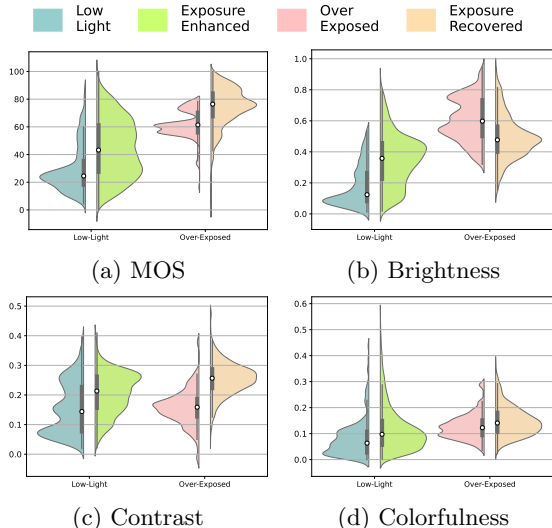 Low Light
Exposure Enhanced
Over Exposed
Exposure Recovered
100
80
60
40
20
0
Low-Light
Over-Exposed
(a) MOS
1.0
0.8
0.6
0.4
0.2
0.0
Low-Light
Over-Exposed
(b) Brightness
0.5
0.4
0.3
0.2
0.1
0.0
Low-Light
Over-Exposed
(c) Contrast
0.6
0.5
0.4
0.3
0.2
0.1
0.0
Low-Light
Over-Exposed
(d) Colorfulness